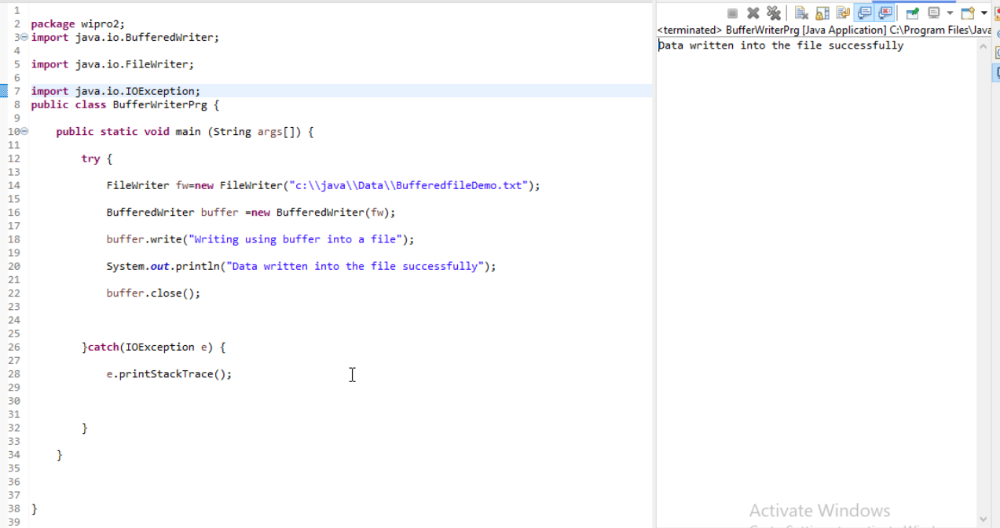 1
2 package wipro2;
3 import java.io.BufferedWriter;
4
5 import java.io.FileWriter;
6
7 import java.io.IOException;
8 public class BufferWriterPrg {
9
10 public static void main (String args[]) {
11
12 try {
13
14 FileWriter fw=new FileWriter("c:\\java\\Data\\BufferedfileDemo.txt");
15
16 BufferedWriter buffer =new BufferedWriter(fw);
17
18 buffer.write("Writing using buffer into a file");
19
20 System.out.println("Data written into the file successfully");
21
22 buffer.close();
23
24
25
26 }catch(IOException e) {
27
28 e.printStackTrace();
29
30
31
32 }
33
34 }
35
36
37
38 }
39
<terminated> BufferWriterPrg [Java Application] C:\Program Files\Java
Data written into the file successfully
Activate Windows